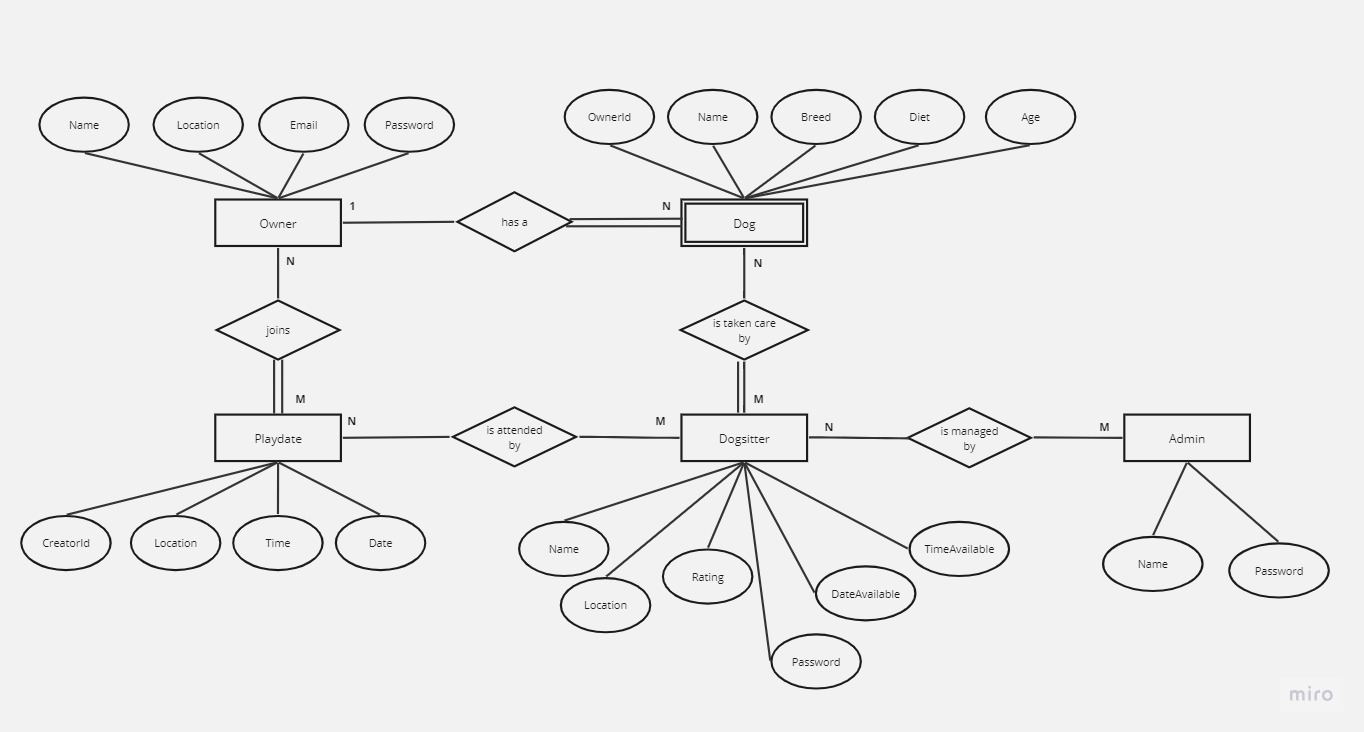 OwnerId
Name
Breed
Diet
Age
Name
Location
Email
Password
1
N
Owner
has a
Dog
N
N
joins
is taken care
by
M
M
N
M
N
M
Playdate
is attended
by
Dogsitter
is managed
by
Admin
CreatorId
Location
Time
Date
Name
TimeAvailable
Name
Password
Rating
DateAvailable
Location
Password
miro